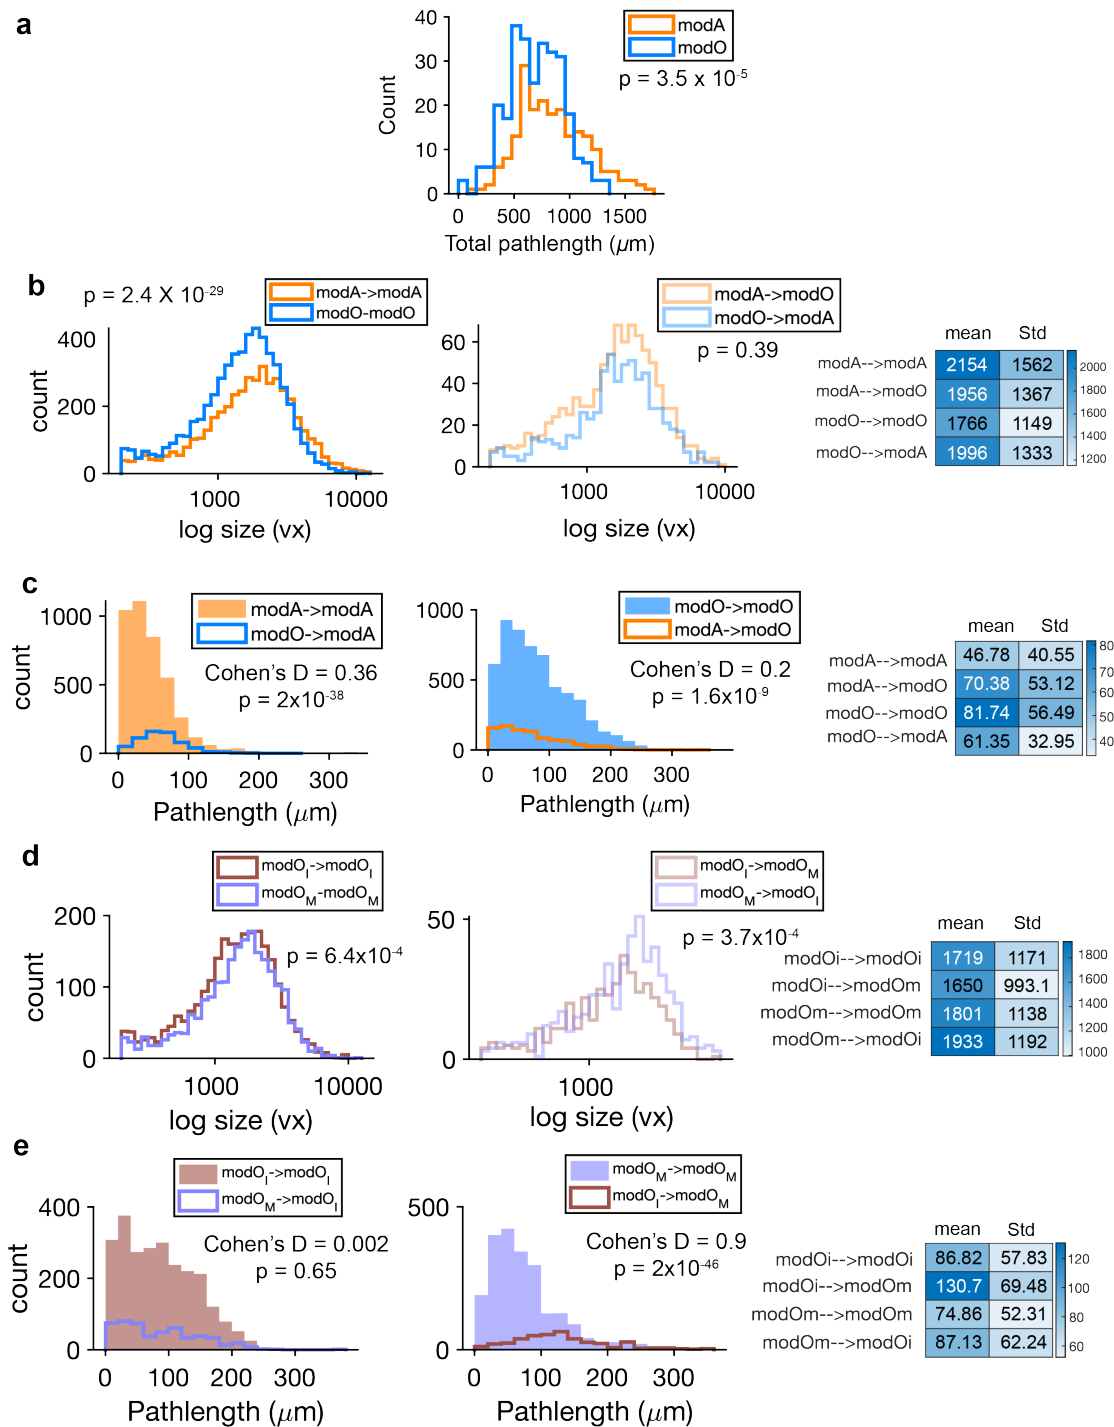 a
40
30
20
10
0
Count
0 500 1000 1500
Total pathlength (μm)
modA
modO
p = 3.5 x 10-5
b
p = 2.4 X 10-29
modA->modA
modO-modO
400
200
0
count
1000 10000
log size (vx)
modA->modO
modO->modA
p = 0.39
60
40
20
0
1000 10000
log size (vx)
mean Std
modA-->modA 2154 1562
modA-->modO 1956 1367
modO-->modO 1766 1149
modO-->modA 1996 1333
2000
1800
1600
1400
1200
c
1000
500
0
count
0 100 200 300
Pathlength (μm)
modA->modA
modO->modA
Cohen's D = 0.36
p = 2x10-38
1000
500
0
0 100 200 300
Pathlength (μm)
modO->modO
modA->modO
Cohen's D = 0.2
p = 1.6x10-9
mean Std
modA-->modA 46.78 40.55
modA-->modO 70.38 53.12
modO-->modO 81.74 56.49
modO-->modA 61.35 32.95
80
70
60
50
40
d
modOI->modOI
modOM-modOM
p = 6.4x10-4
200
100
0
count
1000 10000
log size (vx)
modOI->modOM
modOM->modOI
p = 3.7x10-4
50
0
1000
log size (vx)
mean Std
modOi-->modOi 1719 1171
modOi-->modOm 1650 993.1
modOm-->modOm 1801 1138
modOm-->modOi 1933 1192
1800
1600
1400
1200
1000
e
modOI->modOI
modOM->modOI
Cohen's D = 0.002
p = 0.65
400
200
0
count
0 100 200 300
Pathlength (μm)
modOM->modOM
modOI->modOM
Cohen's D = 0.9
p = 2x10-46
500
0
0 100 200 300
Pathlength (μm)
mean Std
modOi-->modOi 86.82 57.83
modOi-->modOm 130.7 69.48
modOm-->modOm 74.86 52.31
modOm-->modOi 87.13 62.24
120
100
80
60